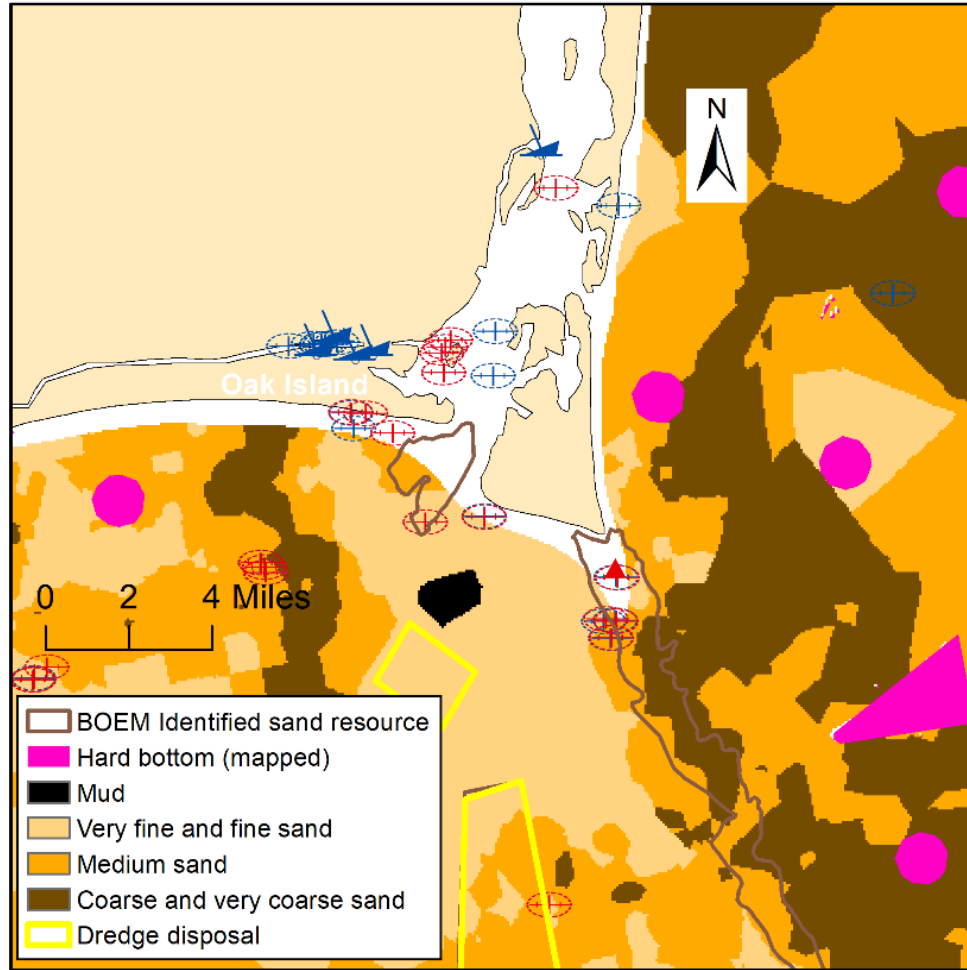 N
Oak Island
0 2 4 Miles
BOEM Identified sand resource
Hard bottom (mapped)
Mud
Very fine and fine sand
Medium sand
Coarse and very coarse sand
Dredge disposal